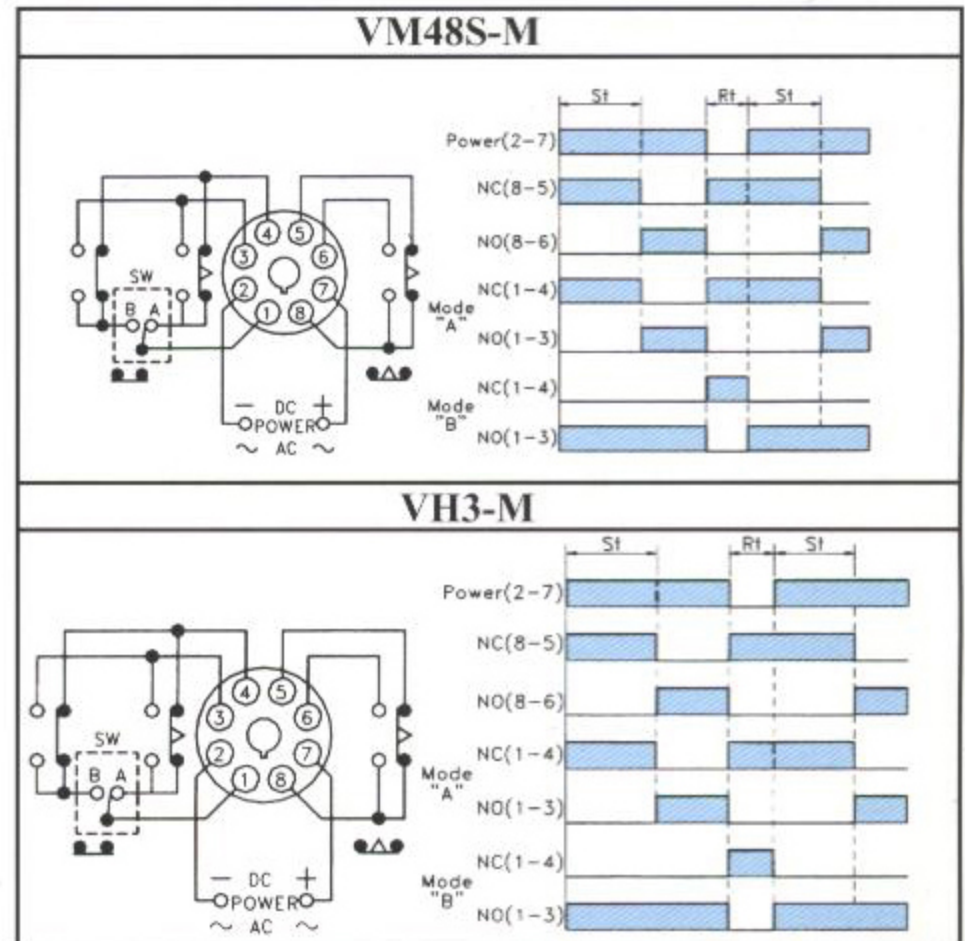 VM48S-M
St Rt St
Power(2-7)
NC(8-5)
NO(8-6)
Mode "A"
NC(1-4)
NO(1-3)
Mode "B"
NC(1-4)
NO(1-3)
4 5
3 6
2 7
1 8
SW
B A
− DC +
POWER
~ AC ~
VH3-M
St Rt St
Power(2-7)
NC(8-5)
NO(8-6)
Mode "A"
NC(1-4)
NO(1-3)
Mode "B"
NC(1-4)
NO(1-3)
4 5
3 6
2 7
1 8
SW
B A
− DC +
POWER
~ AC ~